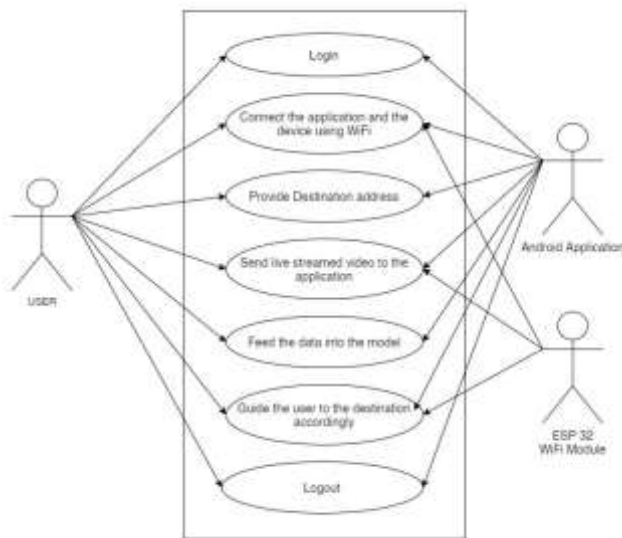 Login
Connect the application and the
device using WiFi
Provide Destination address
Send live streamed video to the
application
Feed the data into the model
Guide the user to the destination
accordingly
Logout
USER
Android Application
ESP 32
WiFi Module